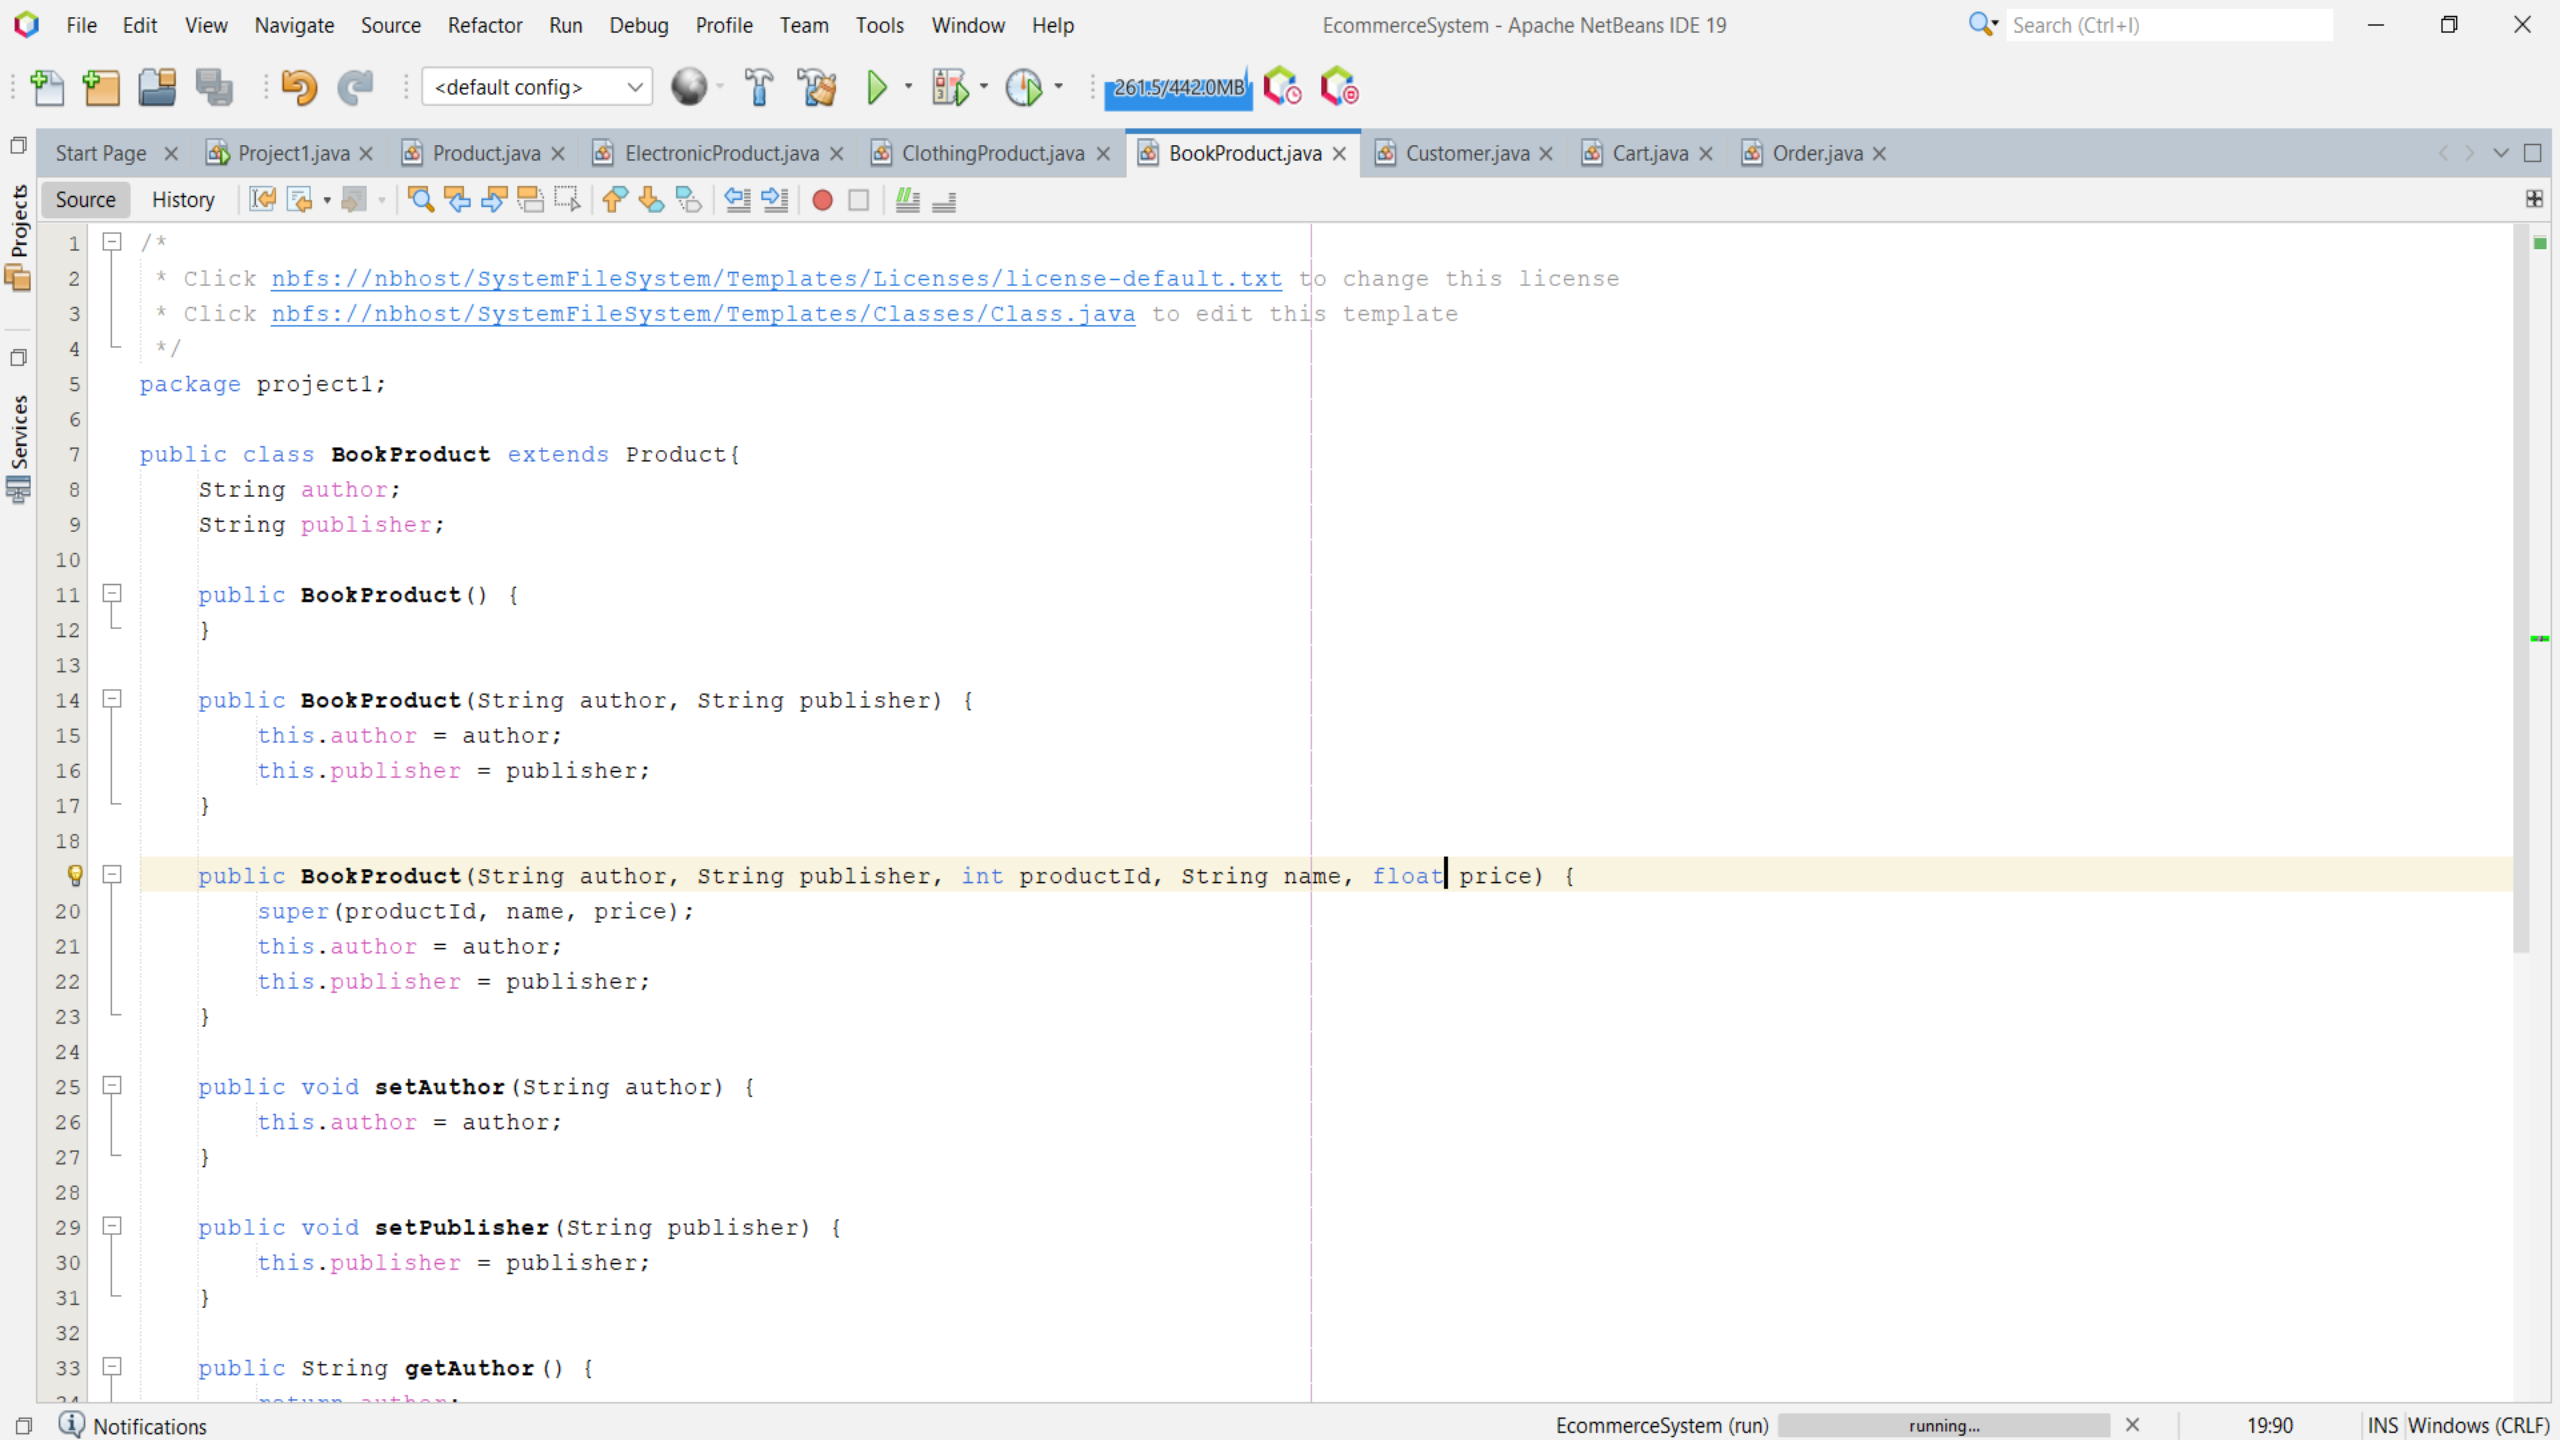 File Edit View Navigate Source Refactor Run Debug Profile Team Tools Window Help EcommerceSystem - Apache NetBeans IDE 19 Search (Ctrl+I)
<default config> 261.5/442.0MB
Start Page Project1.java Product.java ElectronicProduct.java ClothingProduct.java BookProduct.java Customer.java Cart.java Order.java
Source History
Projects
Services
1 /*
2 * Click nbfs://nbhost/SystemFileSystem/Templates/Licenses/license-default.txt to change this license
3 * Click nbfs://nbhost/SystemFileSystem/Templates/Classes/Class.java to edit this template
4 */
5 package project1;
6
7 public class BookProduct extends Product{
8 String author;
9 String publisher;
10
11 public BookProduct() {
12 }
13
14 public BookProduct(String author, String publisher) {
15 this.author = author;
16 this.publisher = publisher;
17 }
18
public BookProduct(String author, String publisher, int productId, String name, float price) {
20 super(productId, name, price);
21 this.author = author;
22 this.publisher = publisher;
23 }
24
25 public void setAuthor(String author) {
26 this.author = author;
27 }
28
29 public void setPublisher(String publisher) {
30 this.publisher = publisher;
31 }
32
33 public String getAuthor() {
34 return author;
Notifications EcommerceSystem (run) running... 19:90 INS Windows (CRLF)